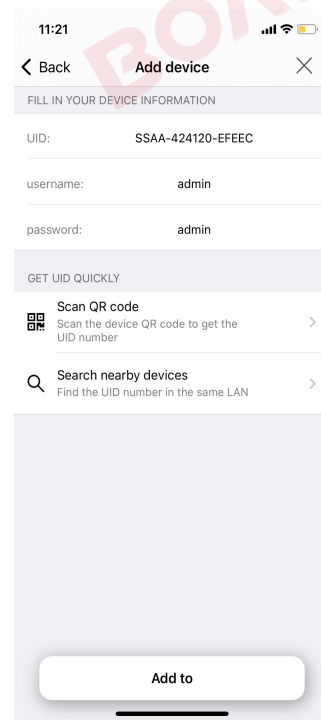 11:21
Back Add device
FILL IN YOUR DEVICE INFORMATION
UID: SSAA-424120-EFEEC
username: admin
password: admin
GET UID QUICKLY
Scan QR code
Scan the device QR code to get the
UID number
Search nearby devices
Find the UID number in the same LAN
Add to